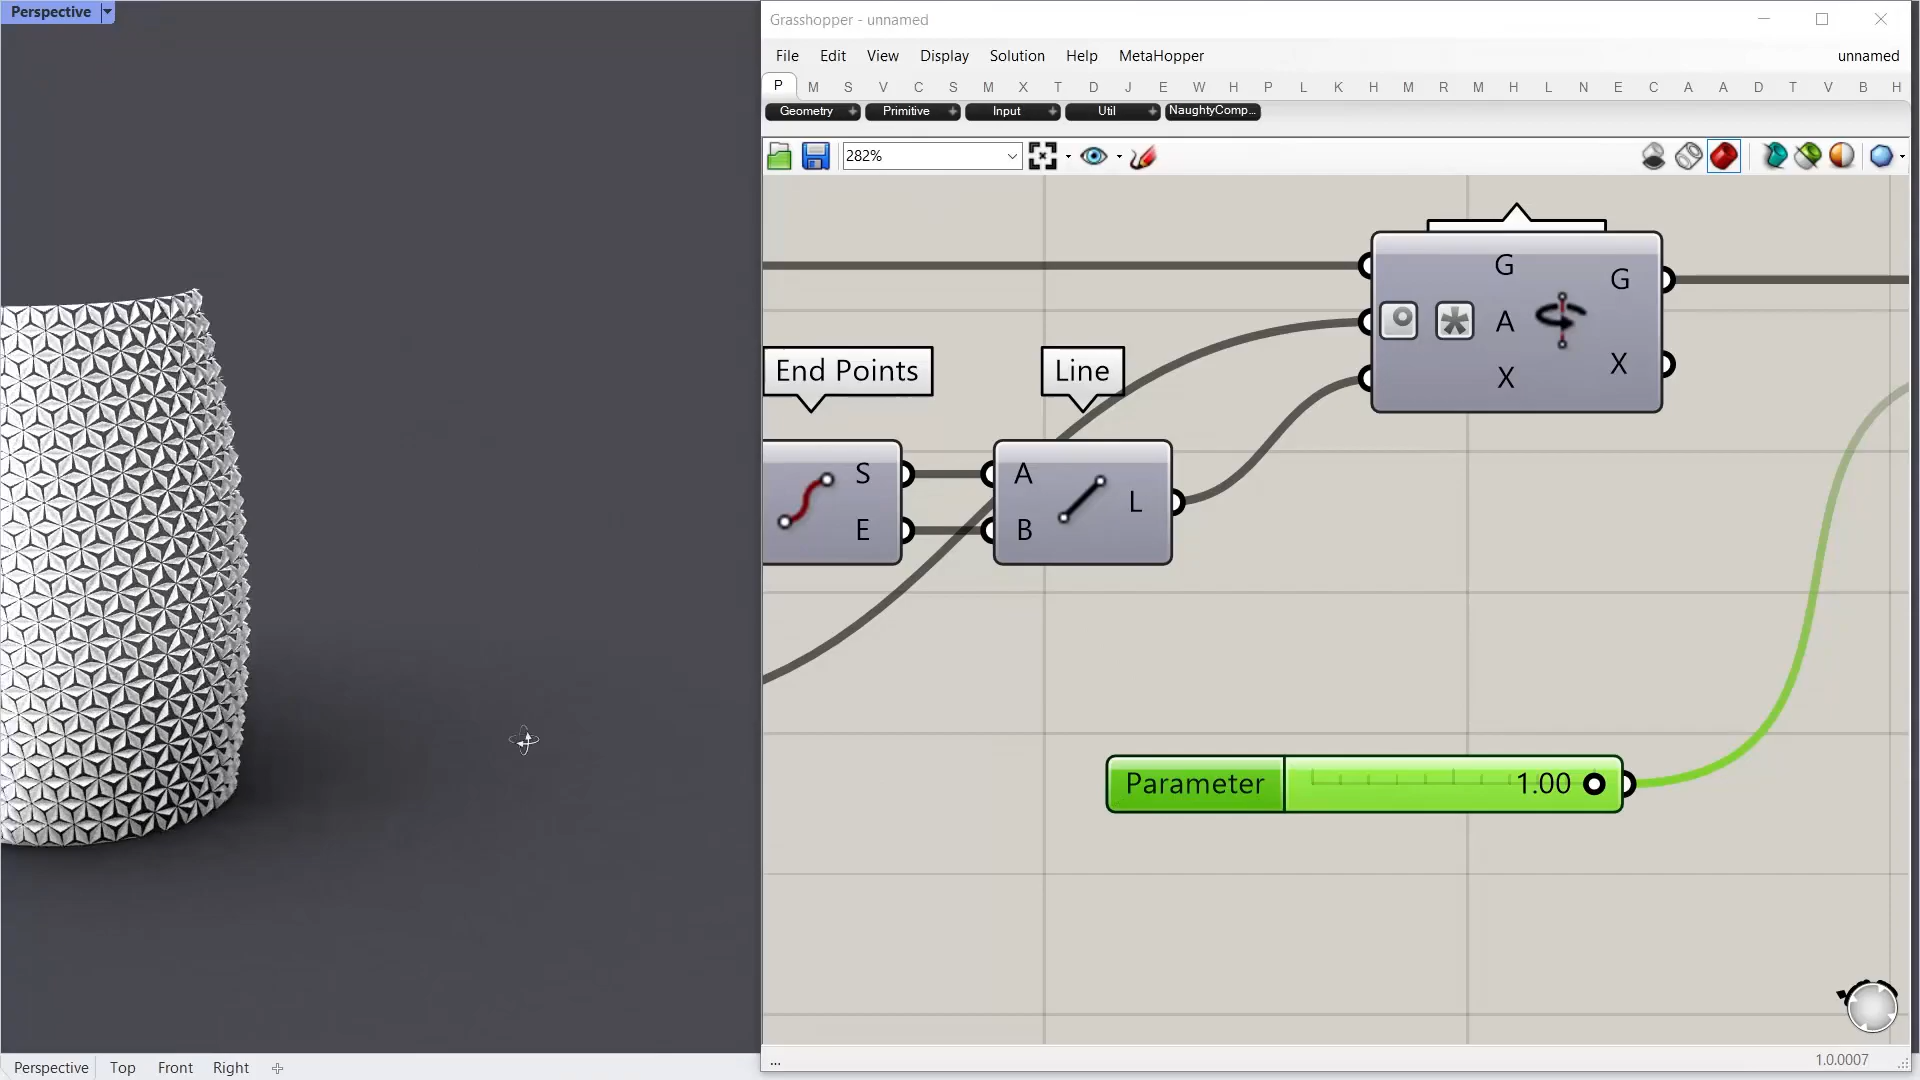 Perspective
Grasshopper - unnamed
File Edit View Display Solution Help MetaHopper unnamed
P M S V C S M X T D J E W H P L K H M R M H L N E C A A D T V B H
Geometry Primitive Input Util NaughtyComp...
282%
G
G
A
X
X
End Points
Line
S
E
A
B
L
Parameter 1.00
Perspective Top Front Right
...
1.0.0007